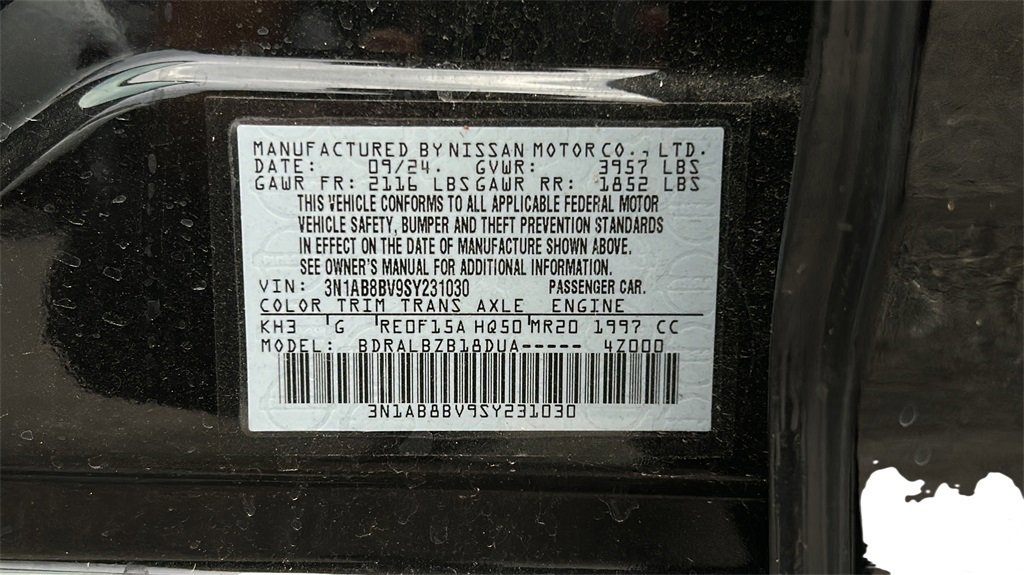 MANUFACTURED BY NISSAN MOTOR CO., LTD.
DATE: 09/24. GVWR: 3957 LBS
GAWR FR: 2116 LBS GAWR RR: 1852 LBS
THIS VEHICLE CONFORMS TO ALL APPLICABLE FEDERAL MOTOR
VEHICLE SAFETY, BUMPER AND THEFT PREVENTION STANDARDS
IN EFFECT ON THE DATE OF MANUFACTURE SHOWN ABOVE.
SEE OWNER'S MANUAL FOR ADDITIONAL INFORMATION.
VIN: 3N1AB8BV9SY231030 PASSENGER CAR.
COLOR TRIM TRANS AXLE ENGINE
KH3 G RE0F15A HQ50 MR20 1997 CC
MODEL: BDRALBZB18DUA----- 4Z000
3N1AB8BV9SY231030